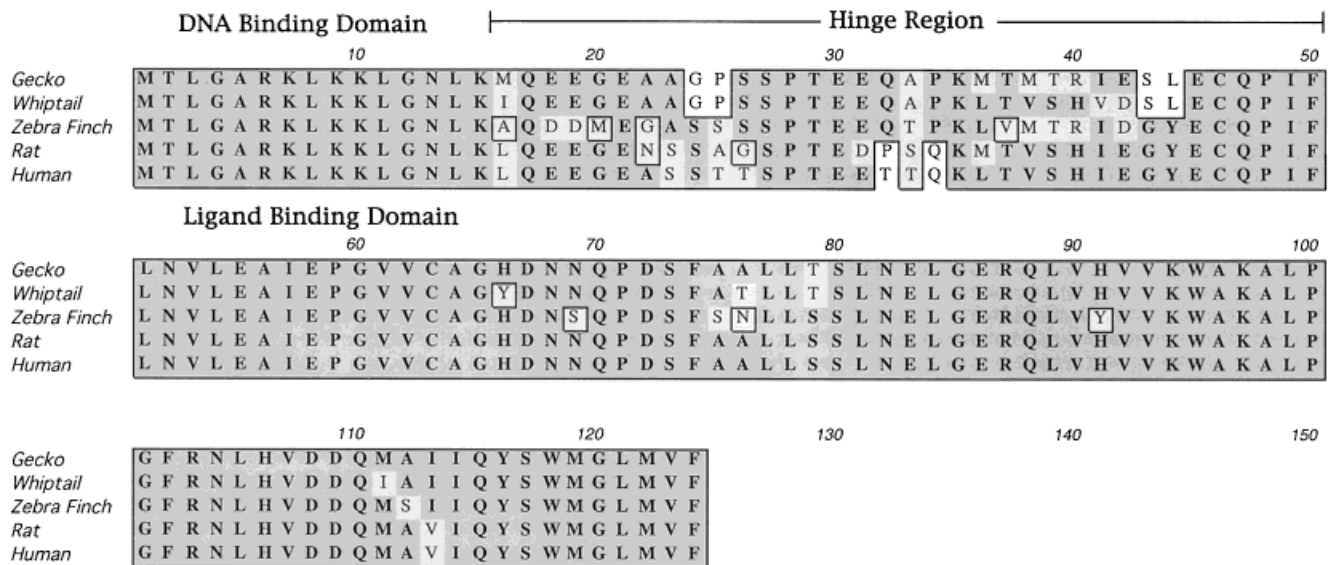 DNA Binding Domain Hinge Region
10 20 30 40 50
Gecko M T L G A R K L K K L G N L K M Q E E G E A A G P S S P T E E Q A P K M T M T R I E S L E C Q P I F
Whiptail M T L G A R K L K K L G N L K I Q E E G E A A G P S S P T E E Q A P K L T V S H V D S L E C Q P I F
Zebra Finch M T L G A R K L K K L G N L K A Q D D M E G A S S S S P T E E Q T P K L V M T R I D G Y E C Q P I F
Rat M T L G A R K L K K L G N L K L Q E E G E N S S A G S P T E D P S Q K M T V S H I E G Y E C Q P I F
Human M T L G A R K L K K L G N L K L Q E E G E A S S T T S P T E E T T Q K L T V S H I E G Y E C Q P I F
Ligand Binding Domain
60 70 80 90 100
Gecko L N V L E A I E P G V V C A G H D N N Q P D S F A A L L T S L N E L G E R Q L V H V V K W A K A L P
Whiptail L N V L E A I E P G V V C A G Y D N N Q P D S F A T L L T S L N E L G E R Q L V H V V K W A K A L P
Zebra Finch L N V L E A I E P G V V C A G H D N S Q P D S F S N L L S S L N E L G E R Q L V Y V V K W A K A L P
Rat L N V L E A I E P G V V C A G H D N N Q P D S F A A L L S S L N E L G E R Q L V H V V K W A K A L P
Human L N V L E A I E P G V V C A G H D N N Q P D S F A A L L S S L N E L G E R Q L V H V V K W A K A L P
110 120 130 140 150
Gecko G F R N L H V D D Q M A I I Q Y S W M G L M V F
Whiptail G F R N L H V D D Q I A I I Q Y S W M G L M V F
Zebra Finch G F R N L H V D D Q M S I I Q Y S W M G L M V F
Rat G F R N L H V D D Q M A V I Q Y S W M G L M V F
Human G F R N L H V D D Q M A V I Q Y S W M G L M V F